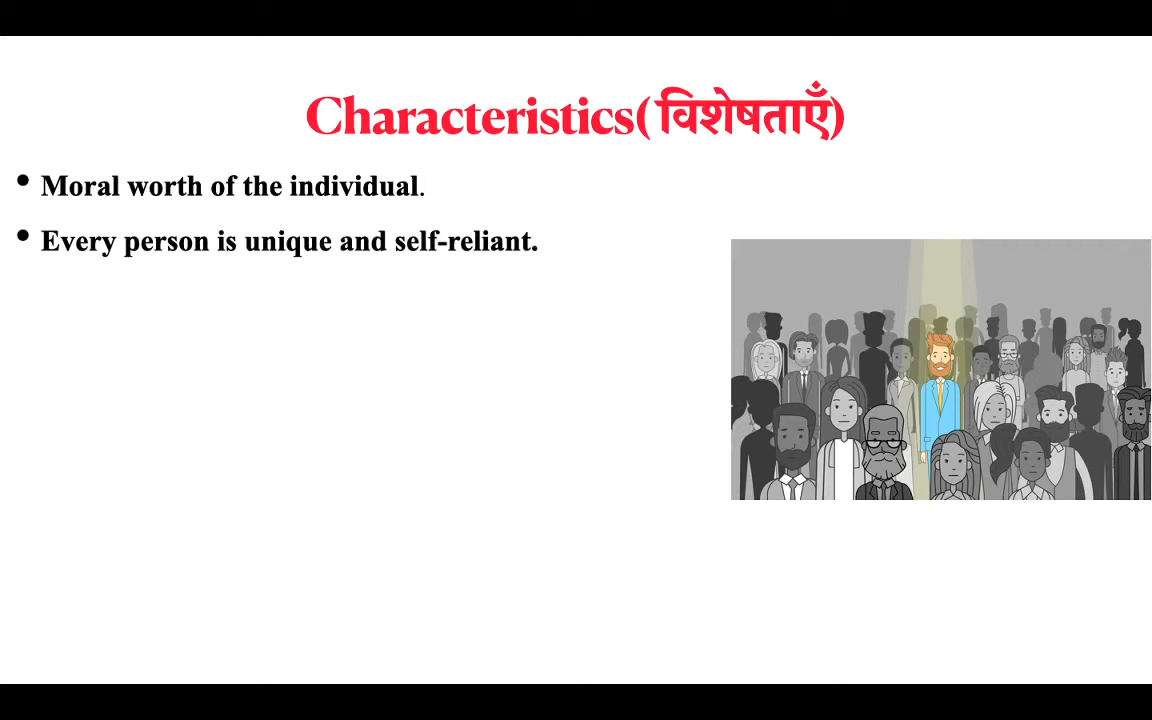 Characteristics(विशेषताएँ)
• Moral worth of the individual.
• Every person is unique and self-reliant.